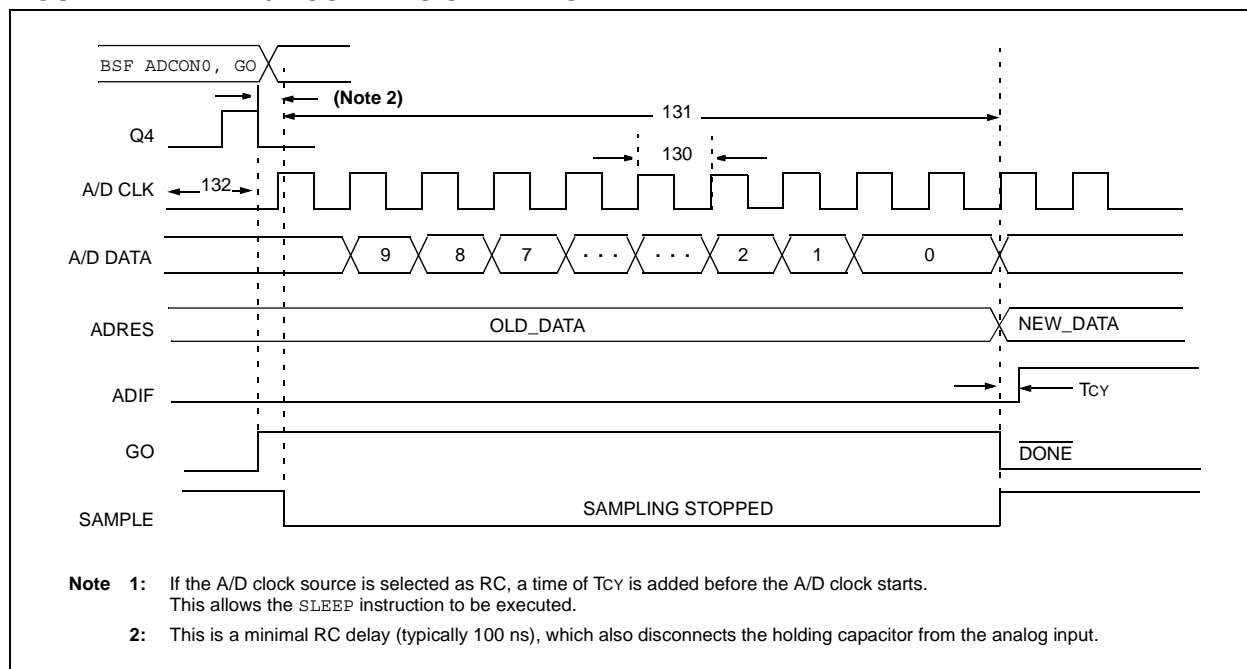 BSF ADCON0, GO
(Note 2)
131
Q4
130
A/D CLK
132
A/D DATA
9 8 7 · · · · · · 2 1 0
ADRES
OLD_DATA
NEW_DATA
ADIF
TCY
GO
DONE
SAMPLE
SAMPLING STOPPED
Note 1: If the A/D clock source is selected as RC, a time of TCY is added before the A/D clock starts.
This allows the SLEEP instruction to be executed.
2: This is a minimal RC delay (typically 100 ns), which also disconnects the holding capacitor from the analog input.